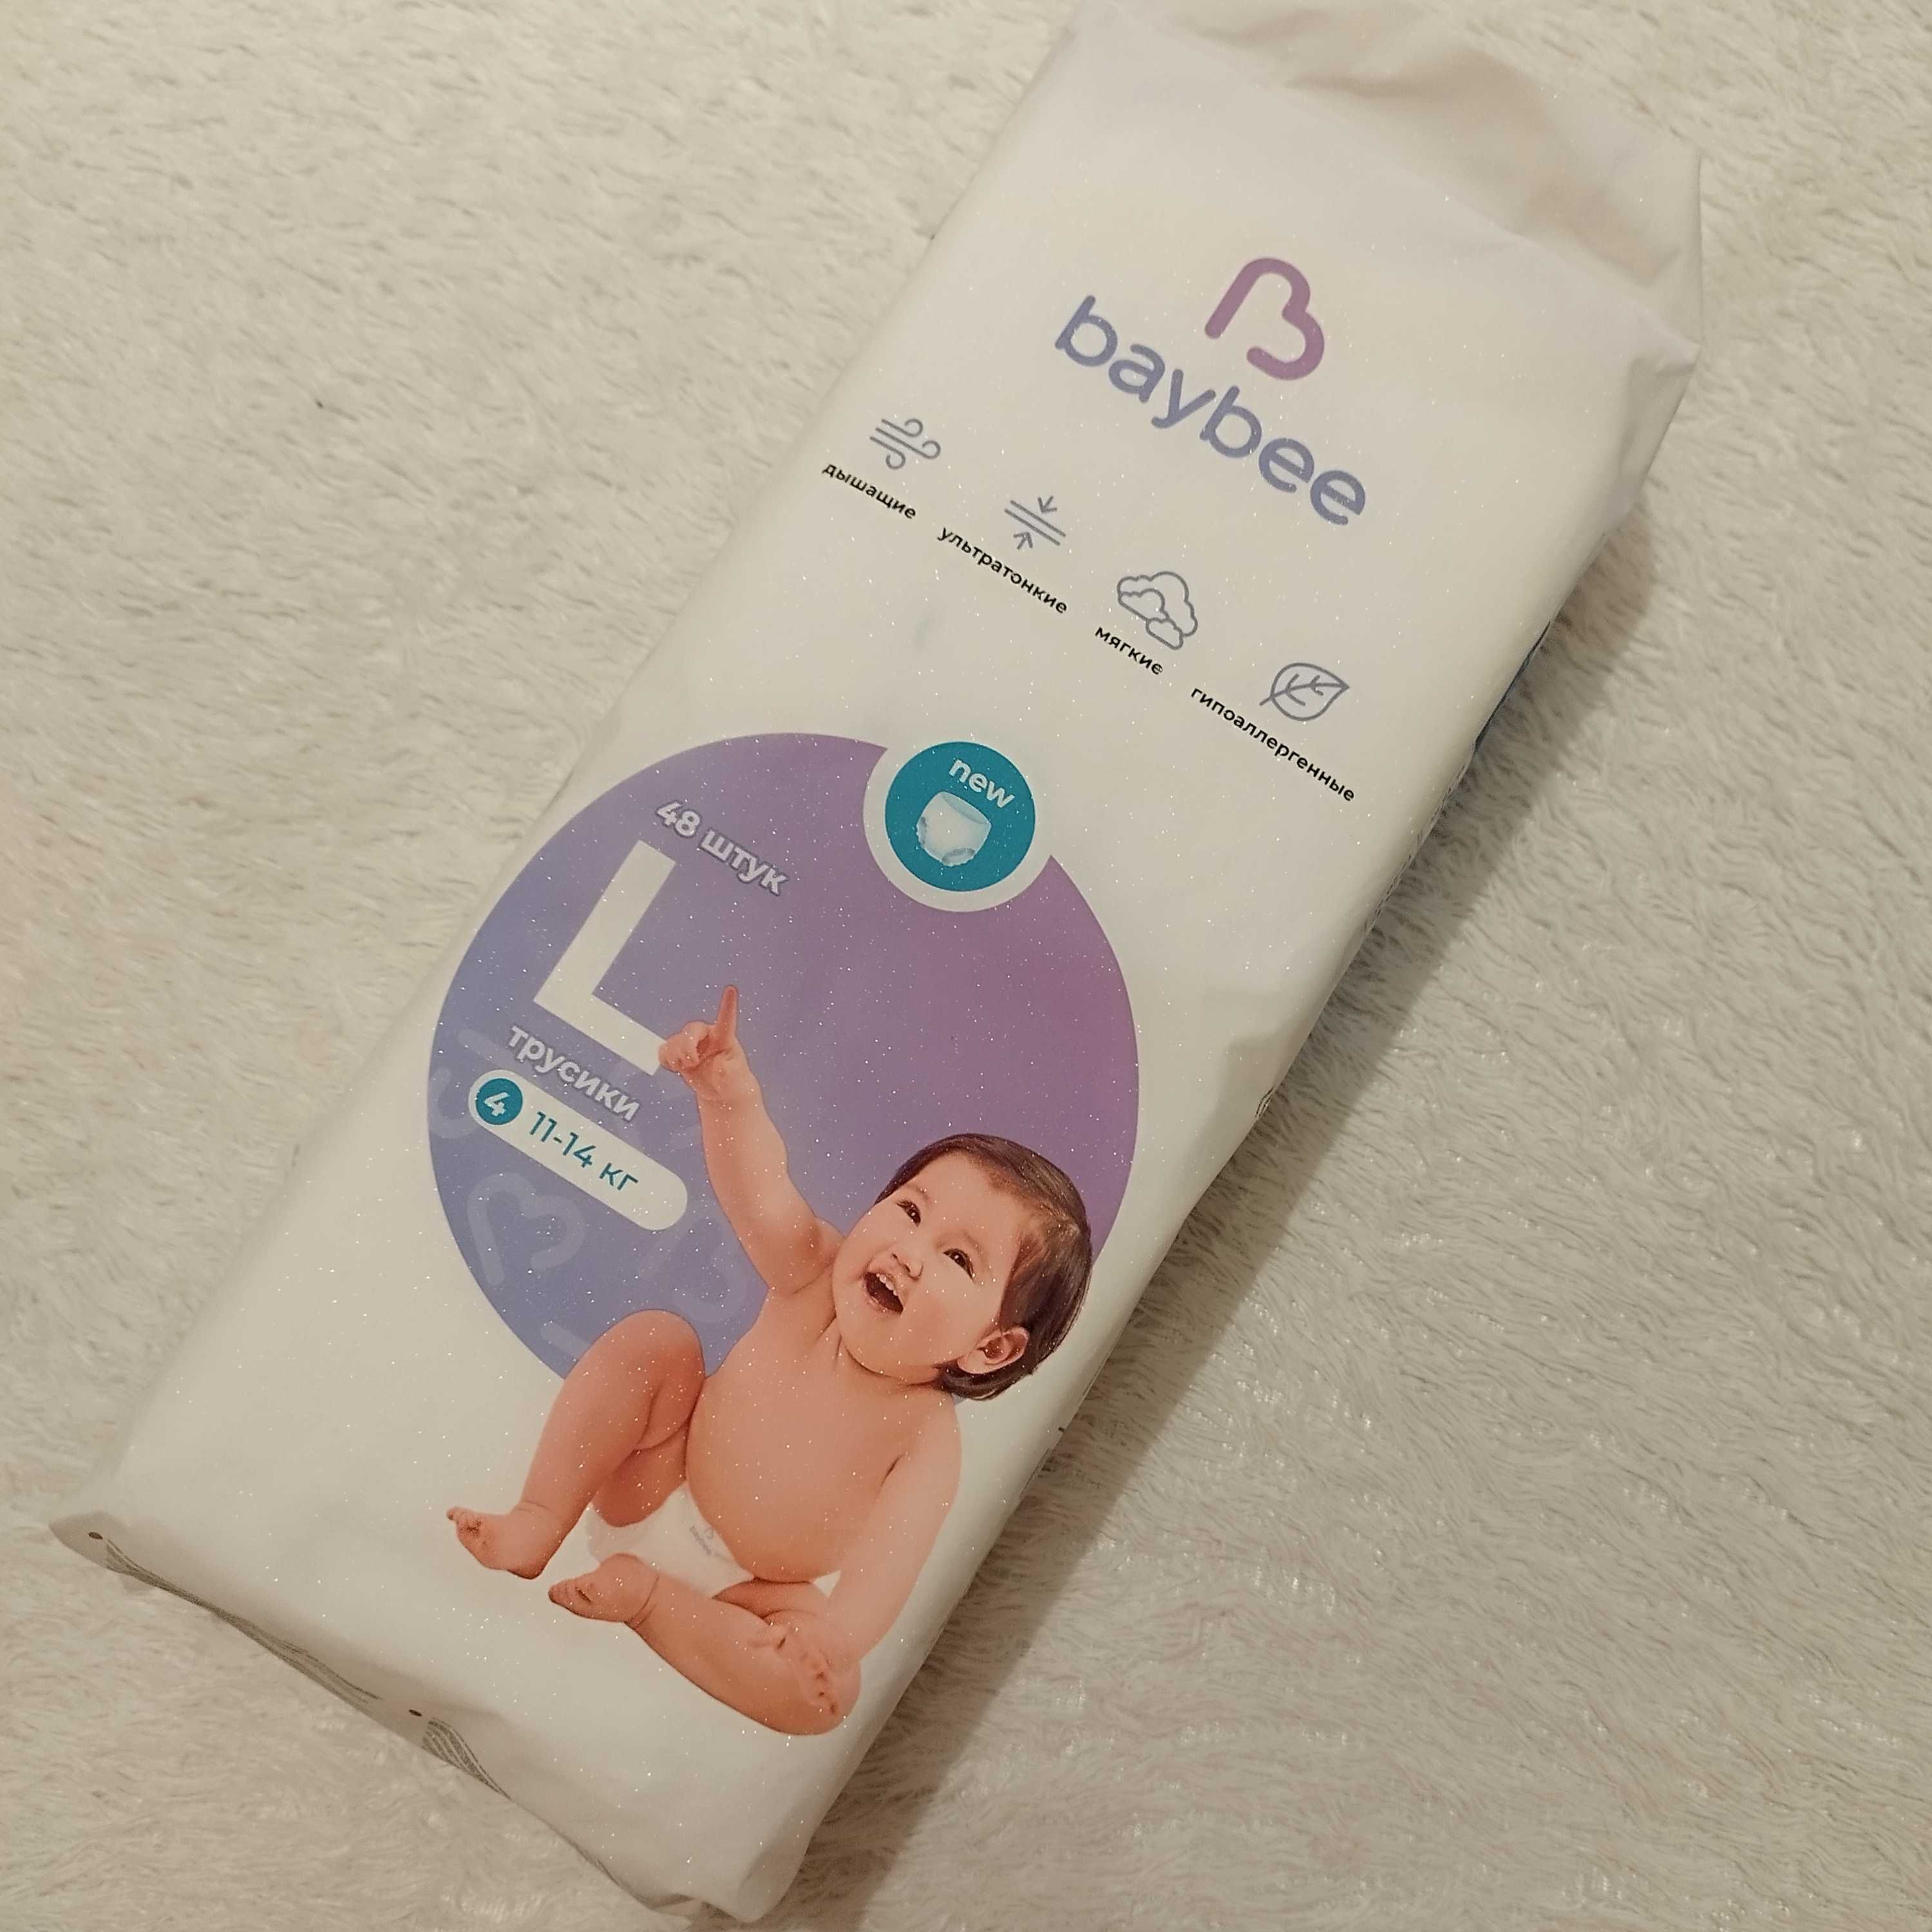 baybee
дышащие
ультратонкие
мягкие
гипоаллергенные
new
48 штук
L
трусики
4 11-14 кг